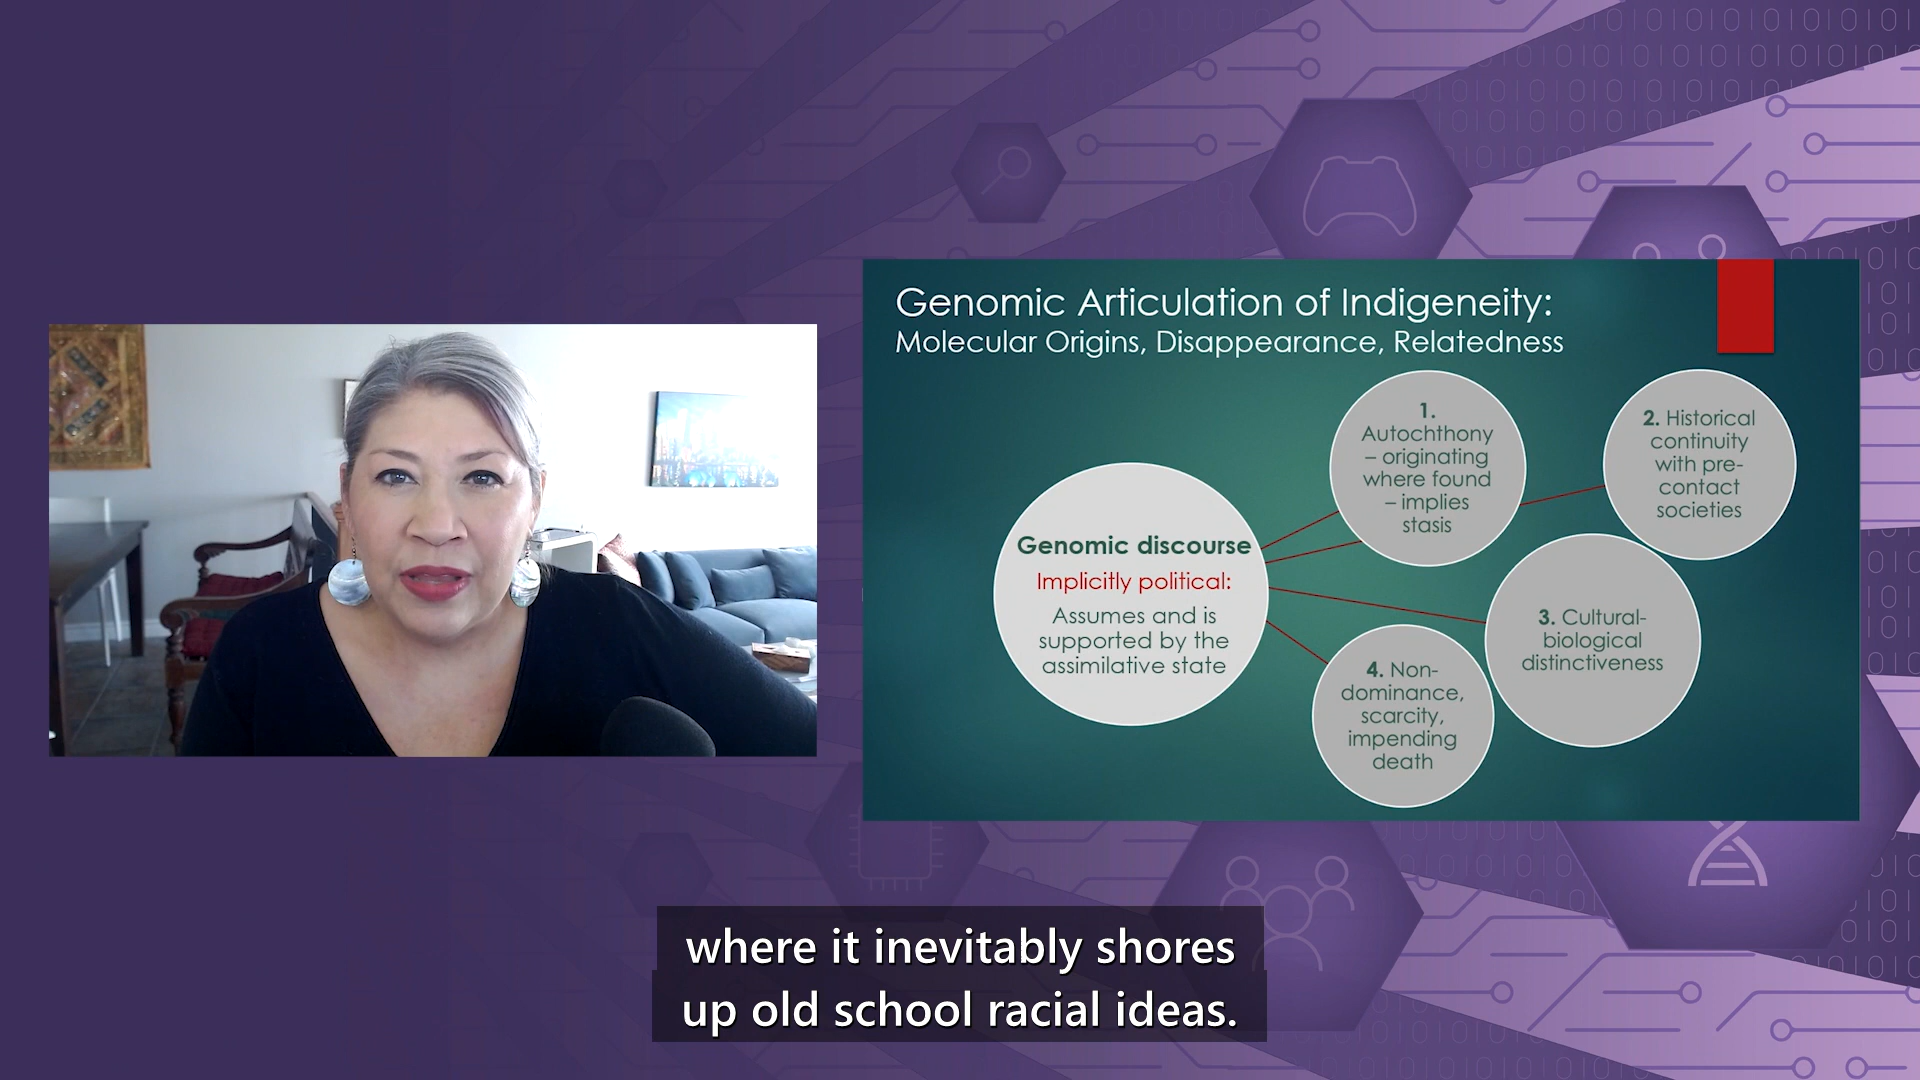 Genomic Articulation of Indigeneity:
Molecular Origins, Disappearance, Relatedness
Genomic discourse
Implicitly political:
Assumes and is
supported by the
assimilative state
1.
Autochthony
– originating
where found
– implies
stasis
2. Historical
continuity
with pre-
contact
societies
3. Cultural-
biological
distinctiveness
4. Non-
dominance,
scarcity,
impending
death
where it inevitably shores
up old school racial ideas.